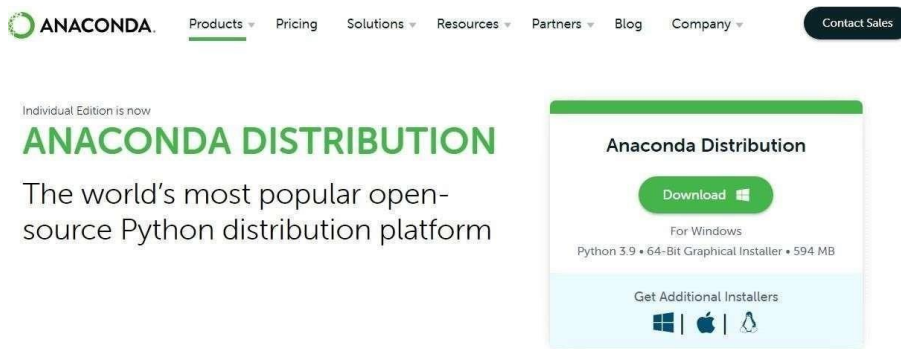 ANACONDA.
Products
Pricing
Solutions
Resources
Partners
Blog
Company
Contact Sales
Individual Edition is now
ANACONDA DISTRIBUTION
The world's most popular open-
source Python distribution platform
Anaconda Distribution
Download
For Windows
Python 3.9 • 64-Bit Graphical Installer • 594 MB
Get Additional Installers